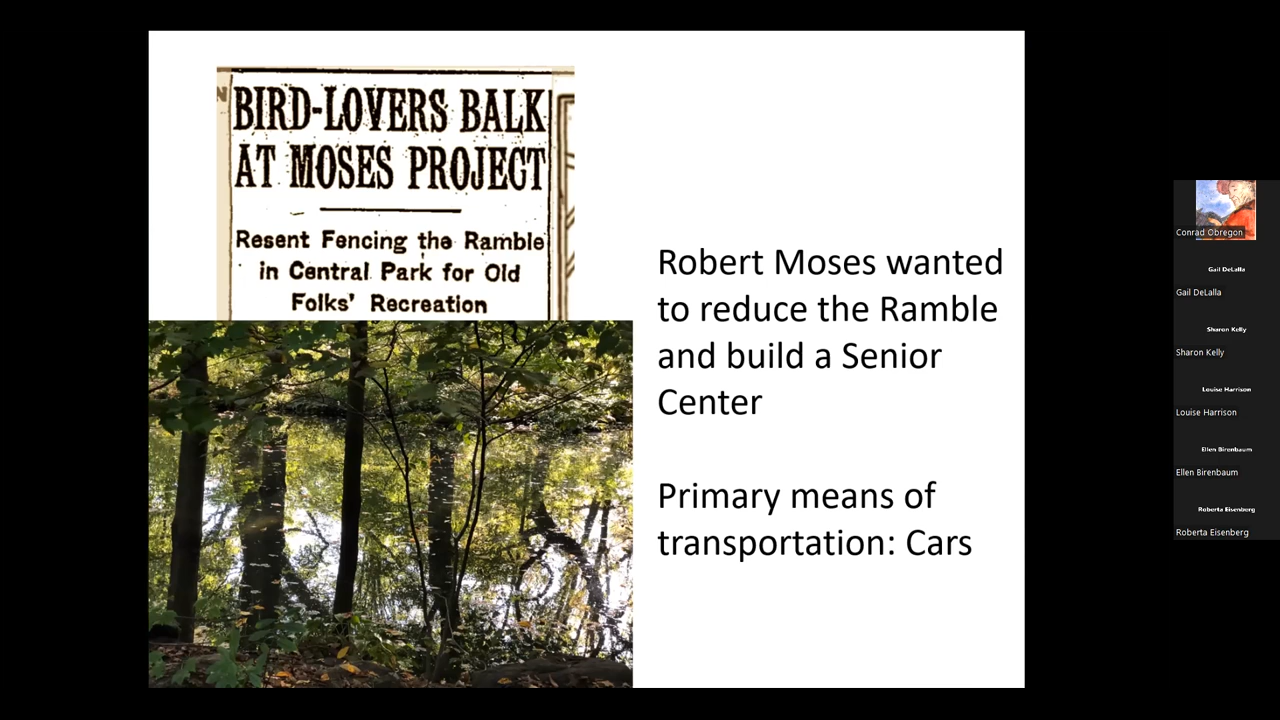 BIRD-LOVERS BALK
AT MOSES PROJECT
Resent Fencing the Ramble
in Central Park for Old
Folks' Recreation
Robert Moses wanted
to reduce the Ramble
and build a Senior
Center
Primary means of
transportation: Cars
Conrad Obregon
Gail DeLalla
Gail DeLalla
Sharon Kelly
Sharon Kelly
Louise Harrison
Louise Harrison
Ellen Birenbaum
Ellen Birenbaum
Roberta Eisenberg
Roberta Eisenberg